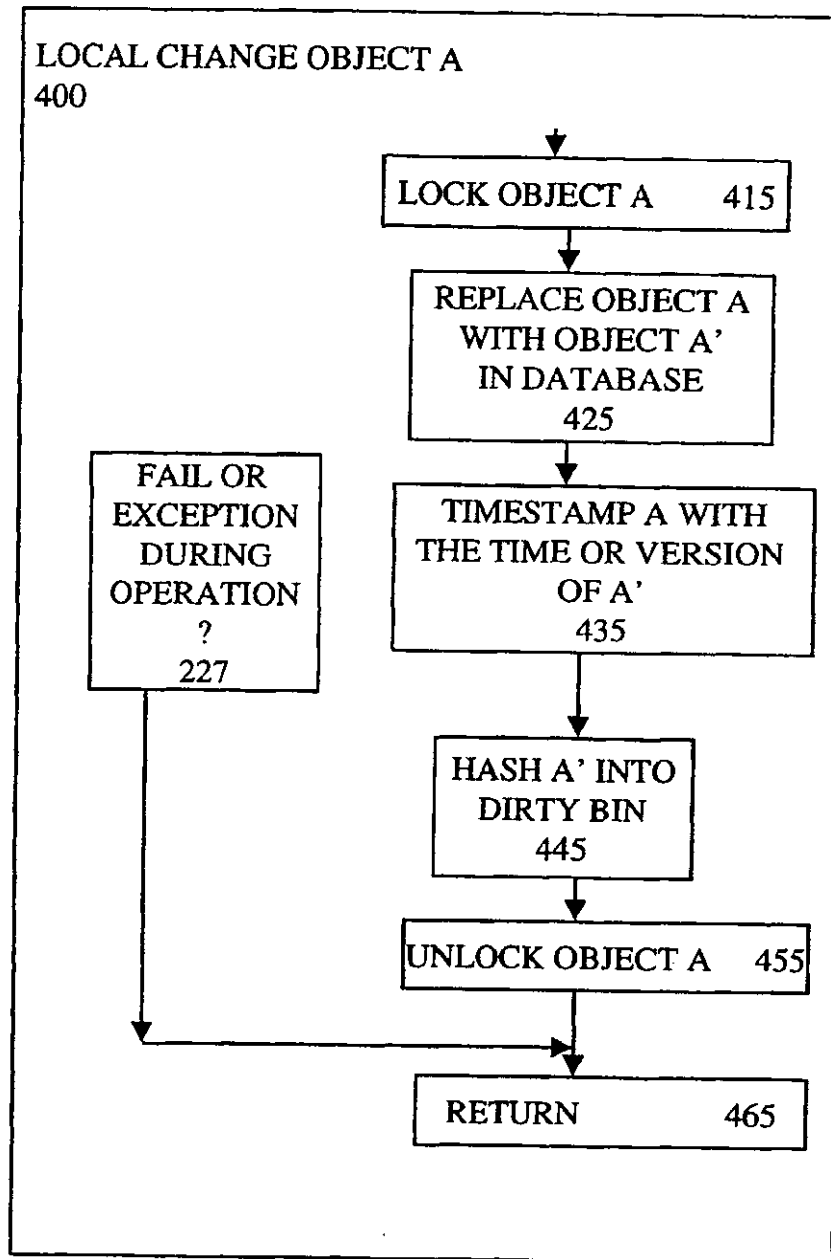 LOCAL CHANGE OBJECT A
400
LOCK OBJECT A 415
REPLACE OBJECT A
WITH OBJECT A'
IN DATABASE
425
FAIL OR
EXCEPTION
DURING
OPERATION
?
227
TIMESTAMP A WITH
THE TIME OR VERSION
OF A'
435
HASH A' INTO
DIRTY BIN
445
UNLOCK OBJECT A 455
RETURN 465